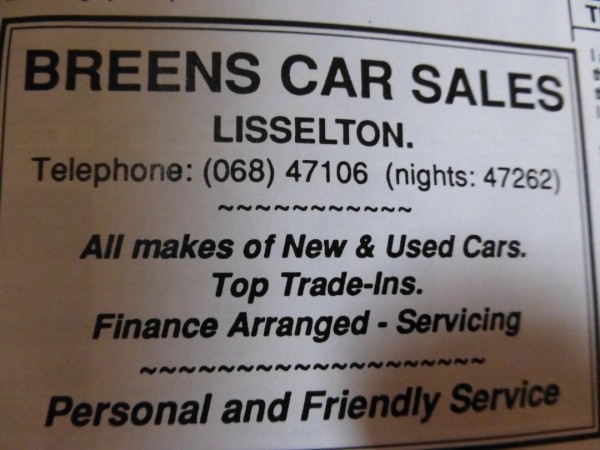 BREENS CAR SALES
LISSELTON.
Telephone: (068) 47106 (nights: 47262)
~~~~~~~~~~~
All makes of New & Used Cars.
Top Trade-Ins.
Finance Arranged - Servicing
~~~~~~~~~~~~~~~~~~~
Personal and Friendly Service